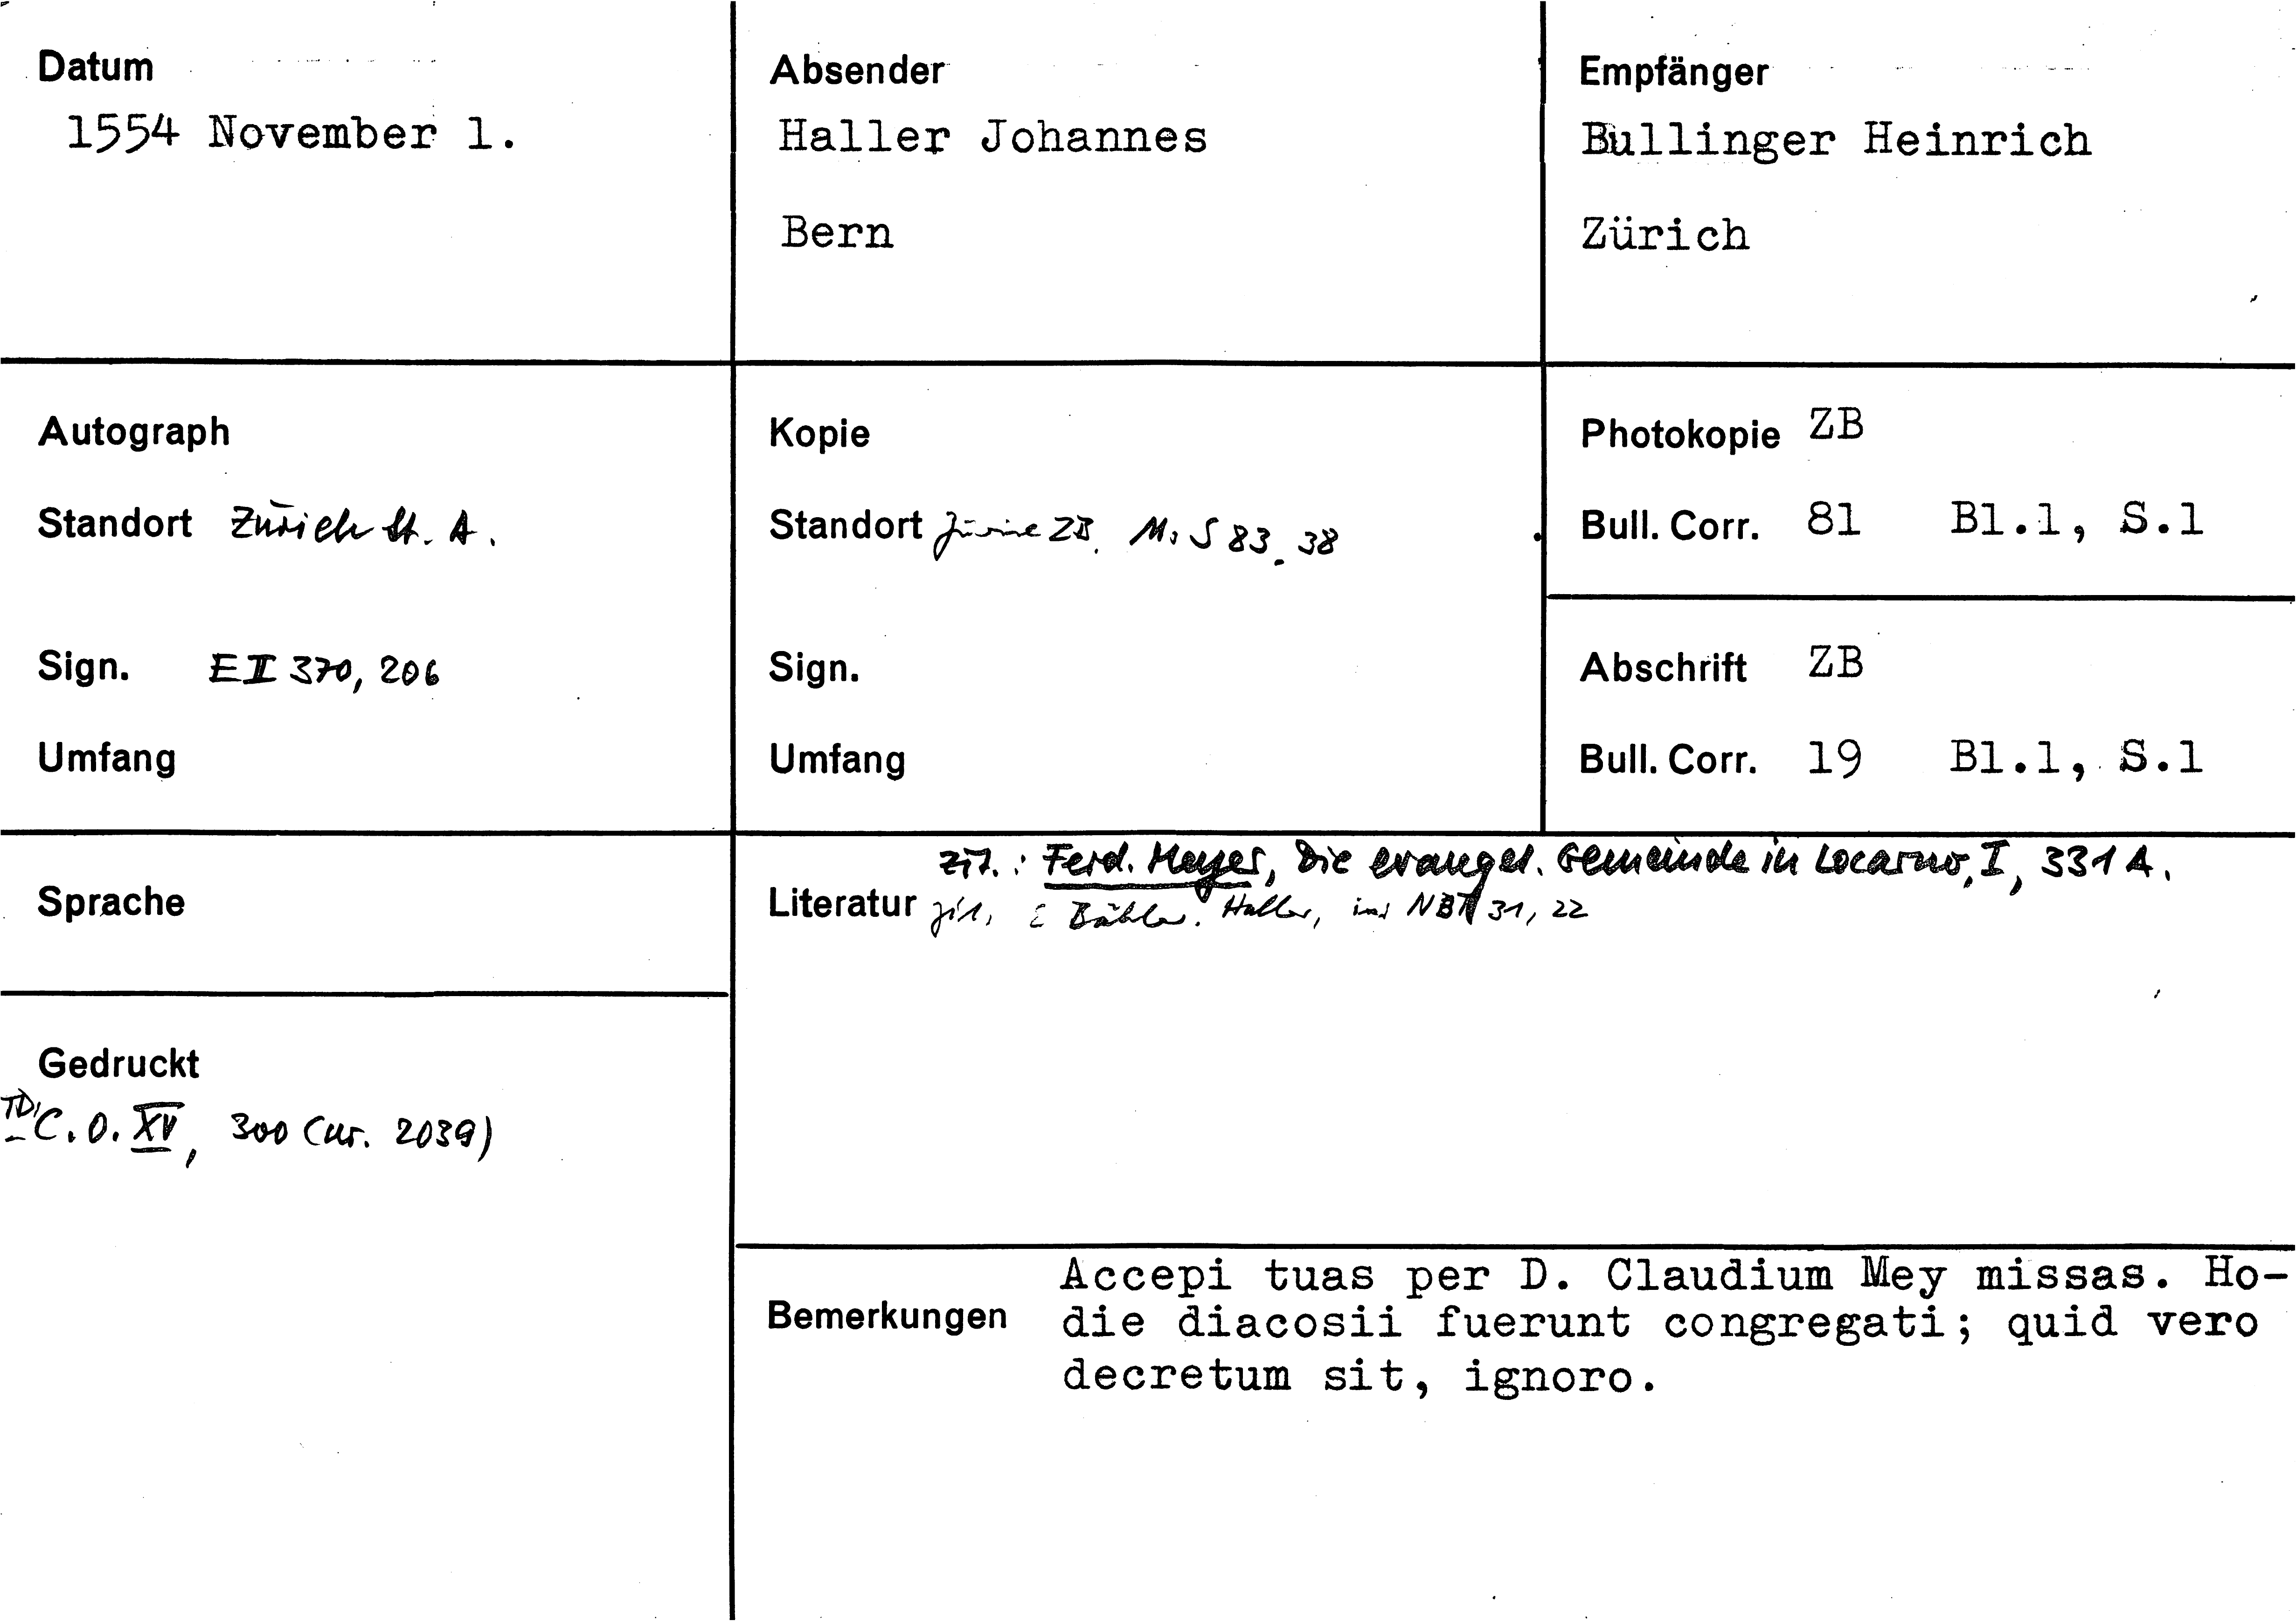 Datum
1554 November 1.
Absender
Haller Johannes
Bern
Empfänger
Bullinger Heinrich
Zürich
Autograph
Standort Zürich St. A.
Sign. E II 370, 206
Umfang
Kopie
Standort ZB. Ms S 83, 38
Sign.
Umfang
Photokopie ZB
Bull. Corr. 81 Bl.1, S.1
Abschrift ZB
Bull. Corr. 19 Bl.1, S.1
Sprache
Gedruckt
TD, C.O. XV, 300 (nr. 2039)
zit.: Ferd. Meyer, Die evangel. Gemeinde in Locarno, I, 331 A.
Literatur zit. E Bähler. Haller, in: NBT 31, 22
Bemerkungen
Accepi tuas per D. Claudium Mey missas. Ho-
die diacosii fuerunt congregati; quid vero
decretum sit, ignoro.